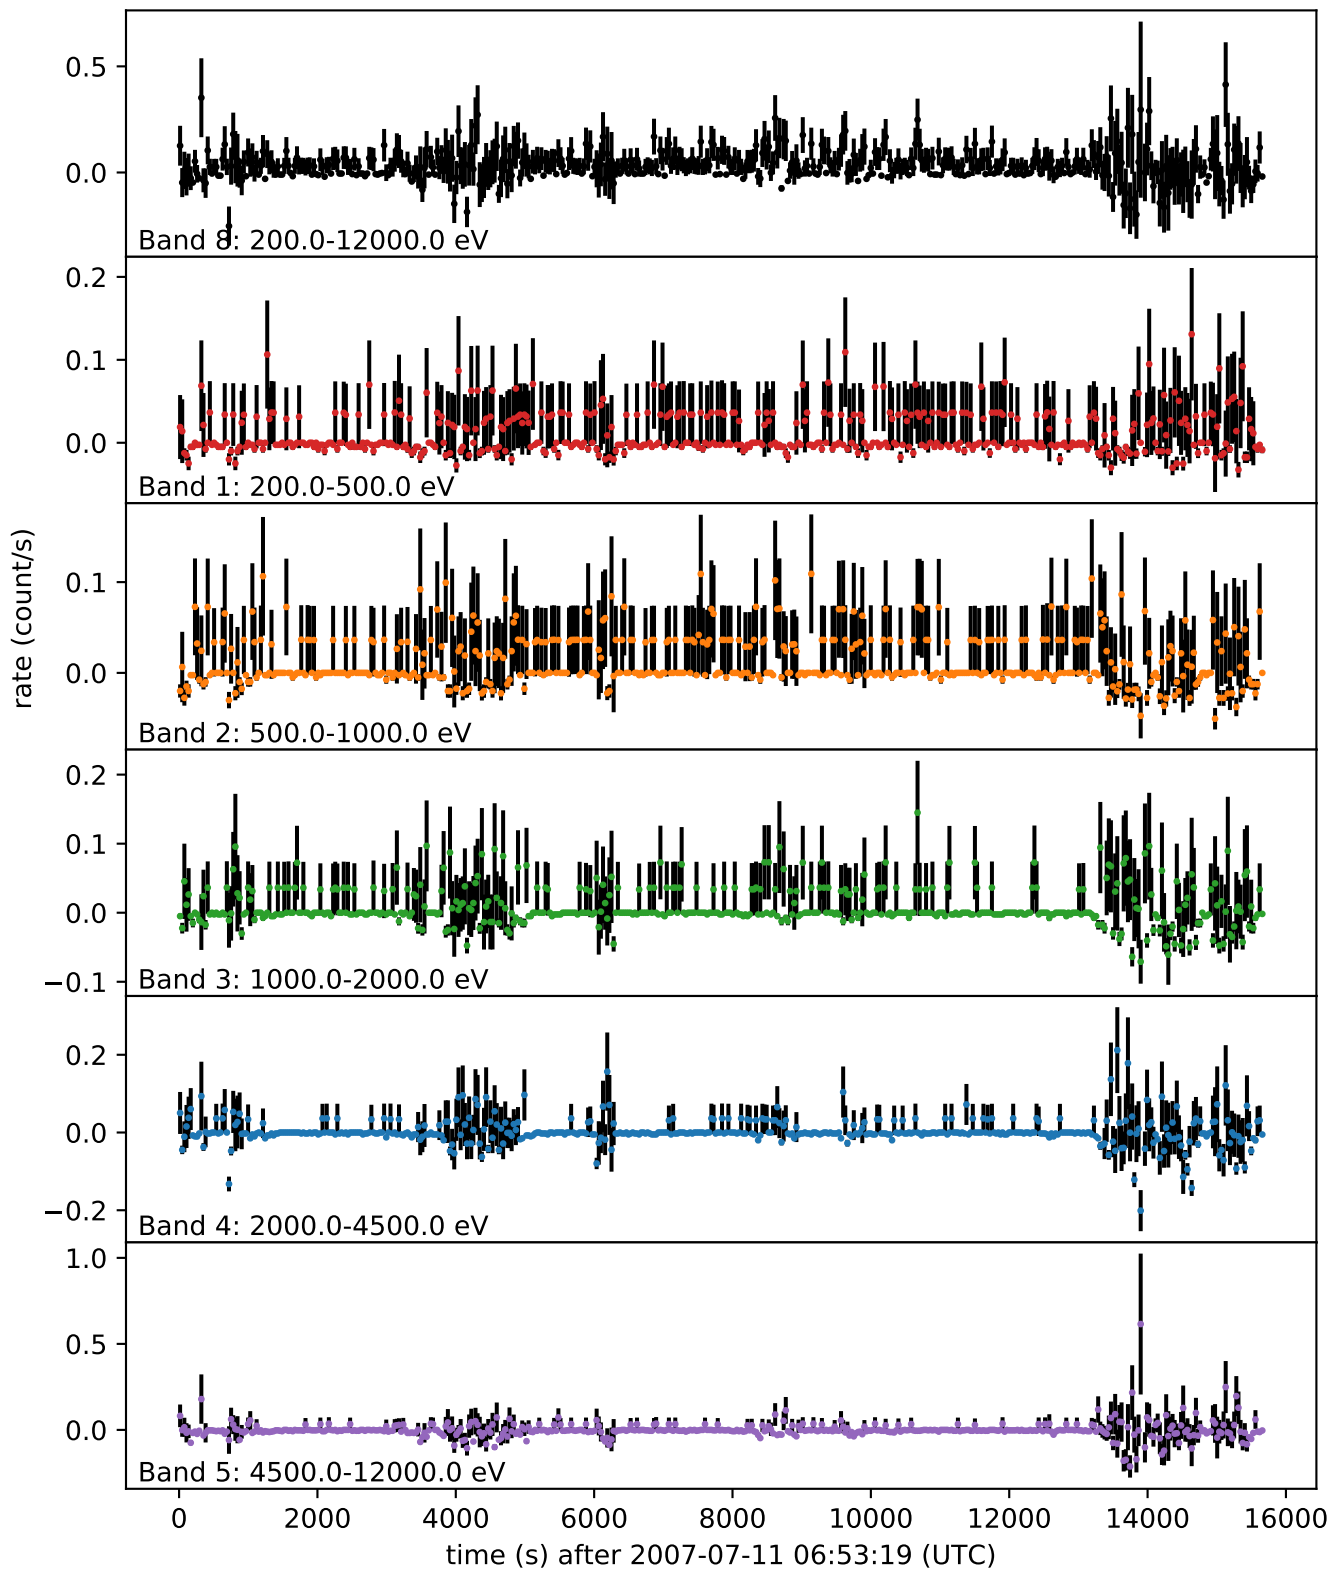 0.5
0.0
Band 8: 200.0-12000.0 eV
0.2
0.1
0.0
Band 1: 200.0-500.0 eV
0.1
0.0
Band 2: 500.0-1000.0 eV
rate (count/s)
0.2
0.1
0.0
−0.1
Band 3: 1000.0-2000.0 eV
0.2
0.0
−0.2
Band 4: 2000.0-4500.0 eV
1.0
0.5
0.0
Band 5: 4500.0-12000.0 eV
0 2000 4000 6000 8000 10000 12000 14000 16000
time (s) after 2007-07-11 06:53:19 (UTC)